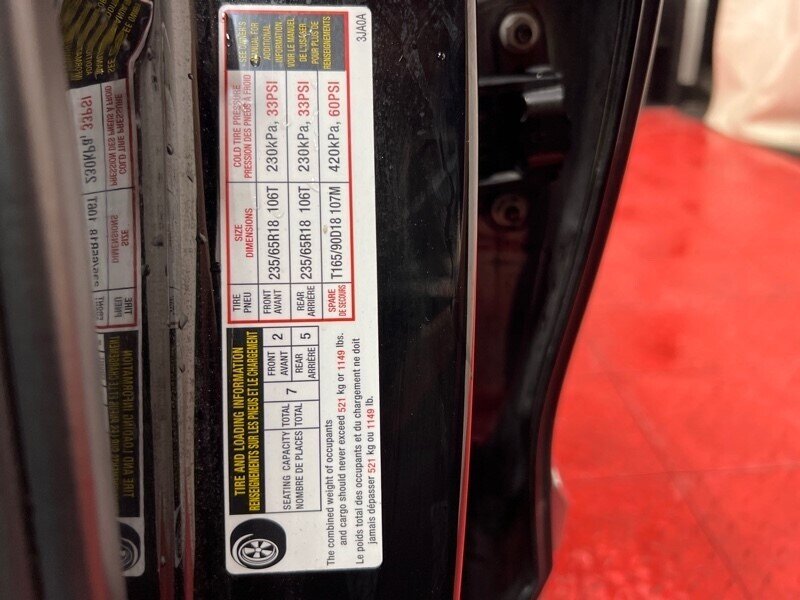 TIRE AND LOADING INFORMATION
RENSEIGNEMENTS SUR LES PNEUS ET LE CHARGEMENT
SEATING CAPACITY TOTAL 7 FRONT 2 REAR 5
NOMBRE DE PLACES TOTAL AVANT ARRIÈRE
The combined weight of occupants
and cargo should never exceed 521 kg or 1149 lbs.
Le poids total des occupants et du chargement ne doit
jamais dépasser 521 kg ou 1149 lb.
TIRE SIZE COLD TIRE PRESSURE
PNEU DIMENSIONS PRESSION DES PNEUS À FROID
FRONT 235/65R18 106T 230kPa, 33PSI
AVANT
REAR 235/65R18 106T 230kPa, 33PSI
ARRIÈRE
SPARE T165/90D18 107M 420kPa, 60PSI
DE SECOURS
SEE OWNER'S
MANUAL FOR
ADDITIONAL
INFORMATION
VOIR LE MANUEL
DE L'USAGER
POUR PLUS DE
RENSEIGNEMENTS
3JA0A